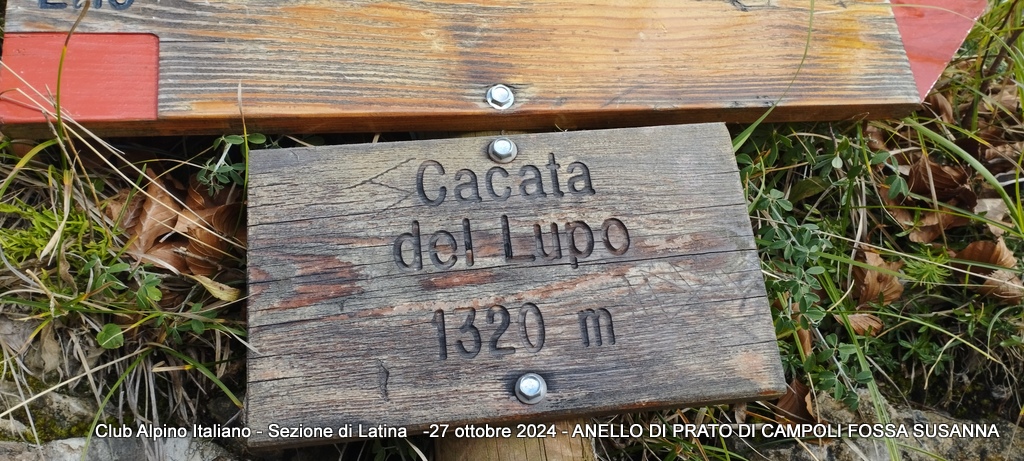 Cacata
del Lupo
1320 m
Club Alpino Italiano - Sezione di Latina -27 ottobre 2024 - ANELLO DI PRATO DI CAMPOLI FOSSA SUSANNA